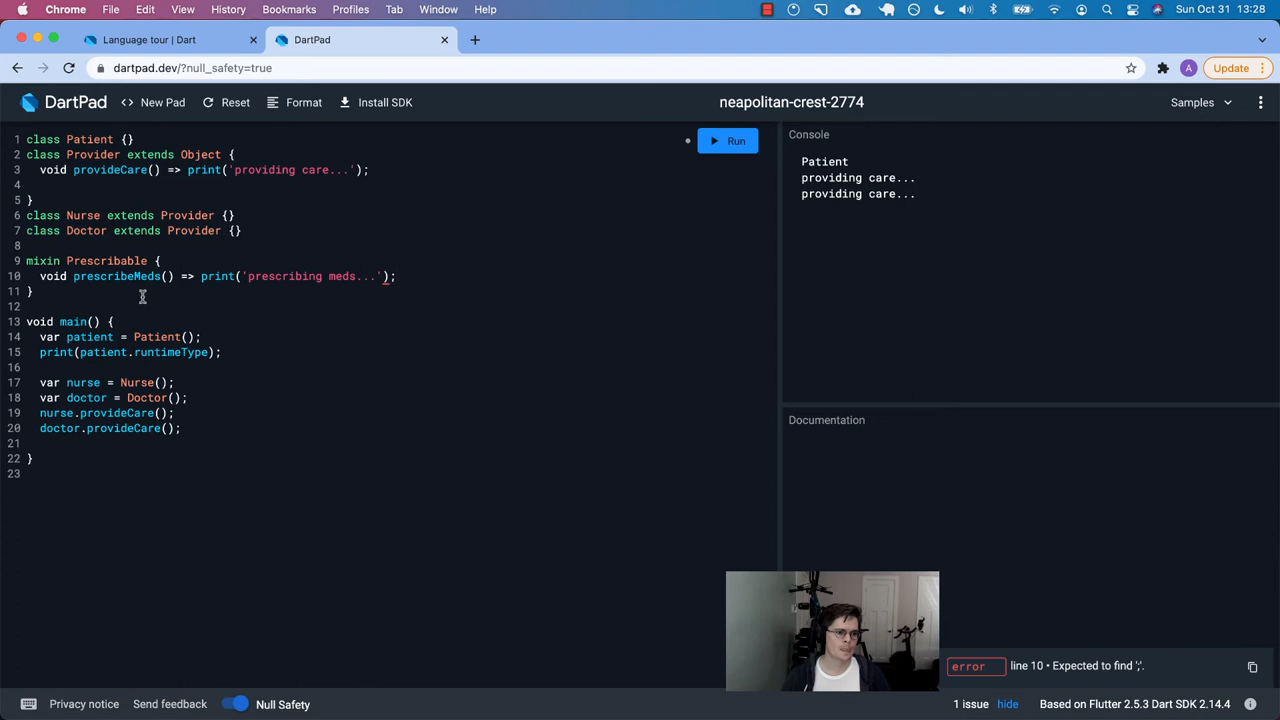 Chrome File Edit View History Bookmarks Profiles Tab Window Help Sun Oct 31 13:28
Language tour | Dart DartPad
dartpad.dev/?null_safety=true A Update
DartPad <> New Pad Reset Format Install SDK neapolitan-crest-2774 Samples
Run
1 class Patient {}
2 class Provider extends Object {
3 void provideCare() => print('providing care...');
4
5 }
6 class Nurse extends Provider {}
7 class Doctor extends Provider {}
8
9 mixin Prescribable {
10 void prescribeMeds() => print('prescribing meds...');
11 }
12
13 void main() {
14 var patient = Patient();
15 print(patient.runtimeType);
16
17 var nurse = Nurse();
18 var doctor = Doctor();
19 nurse.provideCare();
20 doctor.provideCare();
21
22 }
23
Console
Patient
providing care...
providing care...
Documentation
error line 10 • Expected to find ';'.
Privacy notice Send feedback Null Safety 1 issue hide Based on Flutter 2.5.3 Dart SDK 2.14.4